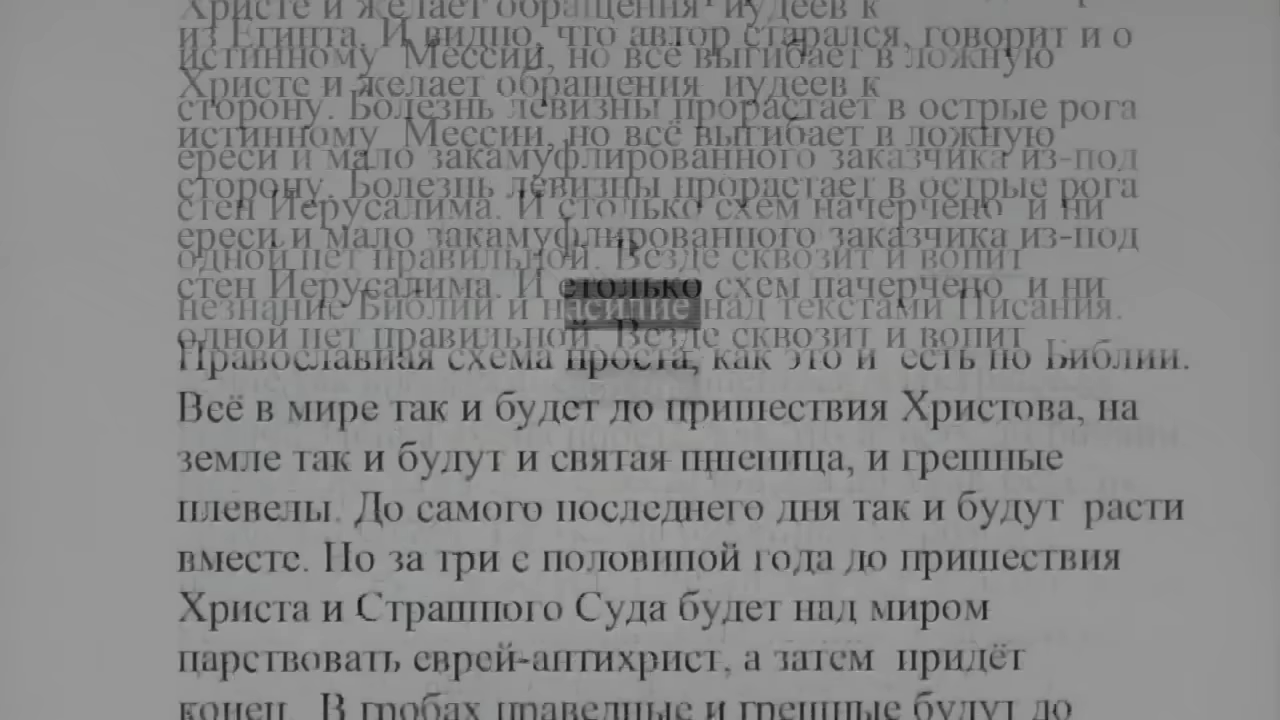 Христе и желает обращения иудеев к
из Египта. И видно, что автор старался, говорит и о
истинному Мессии, но всё выгибает в ложную
Христе и желает обращения иудеев к
сторону. Болезнь левизны прорастает в острые рога
истинному Мессии, но всё выгибает в ложную
ереси и мало закамуфлированного заказчика из-под
сторону. Болезнь левизны прорастает в острые рога
стен Иерусалима. И столько схем начерчено и ни
ереси и мало закамуфлированного заказчика из-под
одной нет правильной. Везде сквозит и вопит
стен Иерусалима. И столько схем начерчено и ни
незнание Библии и насилие над текстами Писания.
одной нет правильной. Везде сквозит и вопит
Православная схема проста, как это и есть по Библии.
Всё в мире так и будет до пришествия Христова, на
земле так и будут и святая пшеница, и грешные
плевелы. До самого последнего дня так и будут расти
вместе. Но за три с половиной года до пришествия
Христа и Страшного Суда будет над миром
царствовать еврей-антихрист, а затем придёт
конец. В гробах праведные и грешные будут до